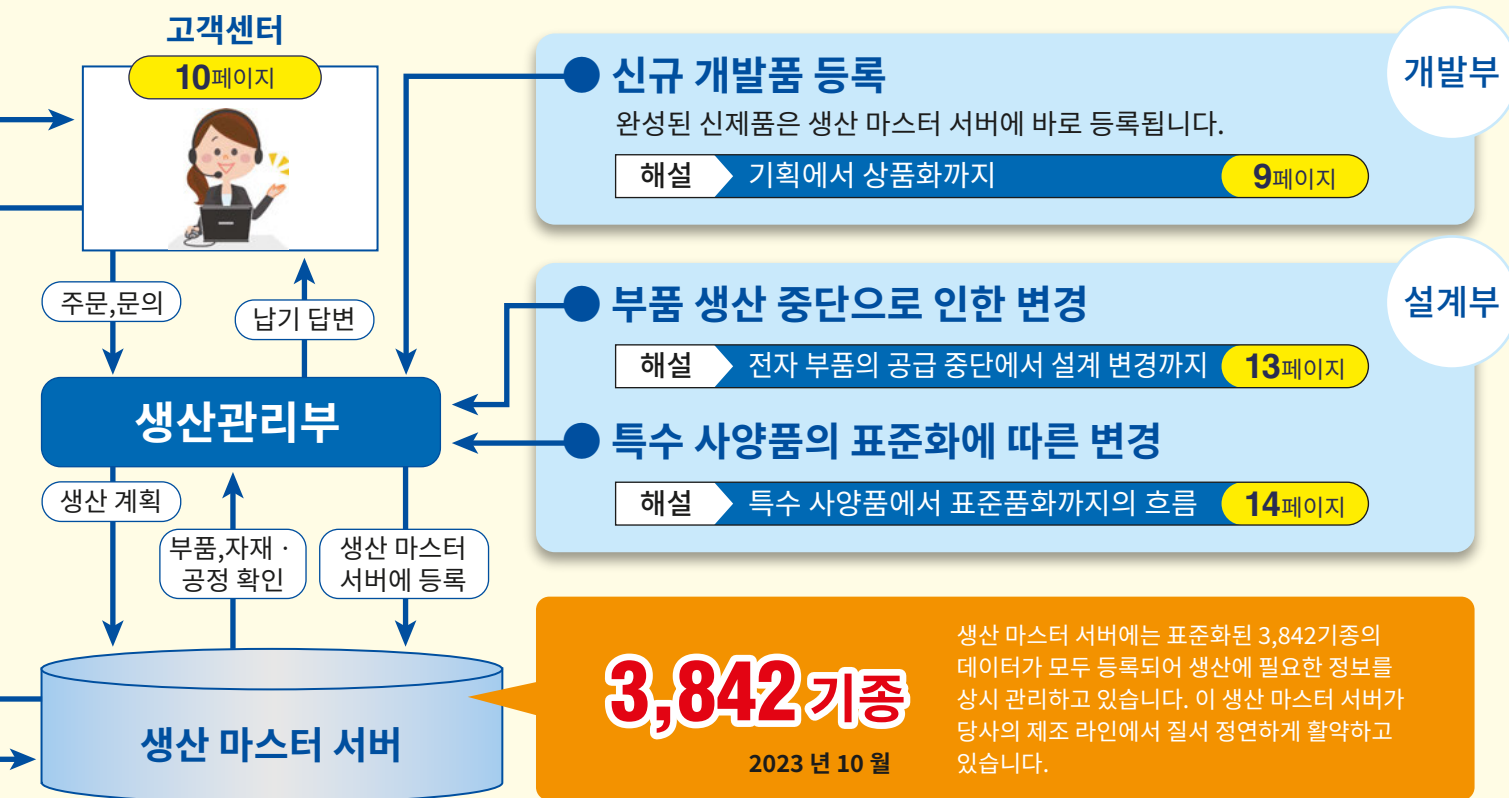 고객센터
10페이지
주문,문의
납기 답변
생산관리부
생산 계획
부품,자재 ·
공정 확인
생산 마스터
서버에 등록
생산 마스터 서버
개발부
신규 개발품 등록
완성된 신제품은 생산 마스터 서버에 바로 등록됩니다.
해설 기획에서 상품화까지 9페이지
설계부
부품 생산 중단으로 인한 변경
해설 전자 부품의 공급 중단에서 설계 변경까지 13페이지
특수 사양품의 표준화에 따른 변경
해설 특수 사양품에서 표준품화까지의 흐름 14페이지
3,842기종
2023 년 10 월
생산 마스터 서버에는 표준화된 3,842기종의
데이터가 모두 등록되어 생산에 필요한 정보를
상시 관리하고 있습니다. 이 생산 마스터 서버가
당사의 제조 라인에서 질서 정연하게 활약하고
있습니다.